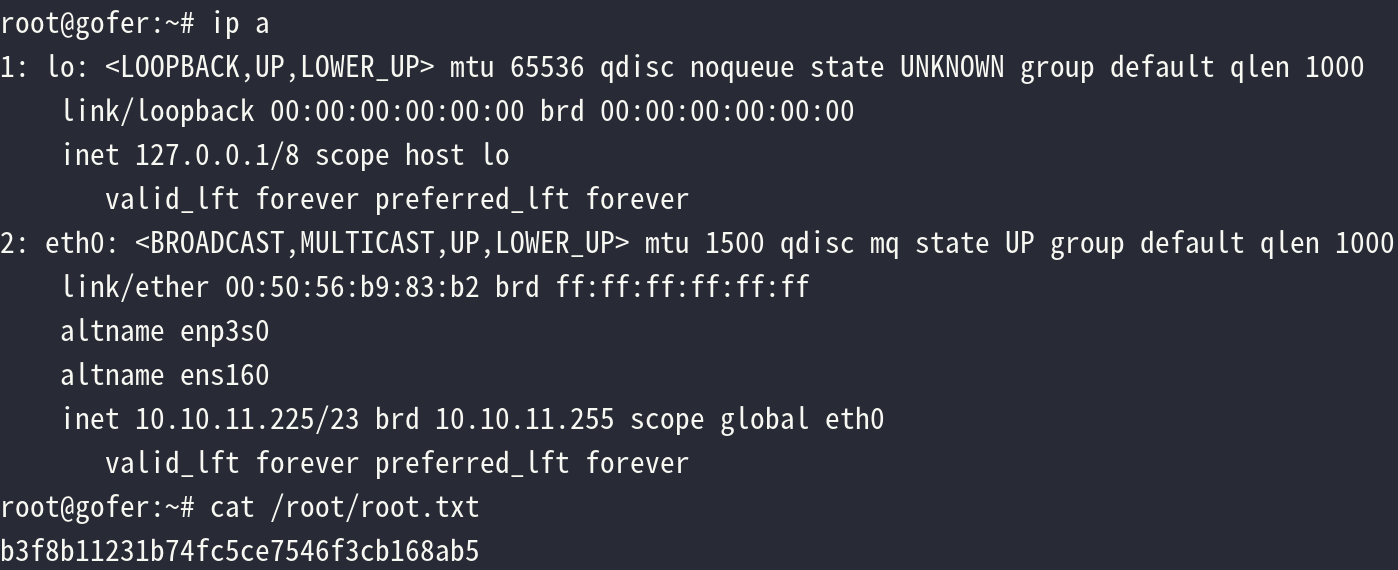 root@gofer:~# ip a
1: lo: <LOOPBACK,UP,LOWER_UP> mtu 65536 qdisc noqueue state UNKNOWN group default qlen 1000
    link/loopback 00:00:00:00:00:00 brd 00:00:00:00:00:00
    inet 127.0.0.1/8 scope host lo
       valid_lft forever preferred_lft forever
2: eth0: <BROADCAST,MULTICAST,UP,LOWER_UP> mtu 1500 qdisc mq state UP group default qlen 1000
    link/ether 00:50:56:b9:83:b2 brd ff:ff:ff:ff:ff:ff
    altname enp3s0
    altname ens160
    inet 10.10.11.225/23 brd 10.10.11.255 scope global eth0
       valid_lft forever preferred_lft forever
root@gofer:~# cat /root/root.txt
b3f8b11231b74fc5ce7546f3cb168ab5